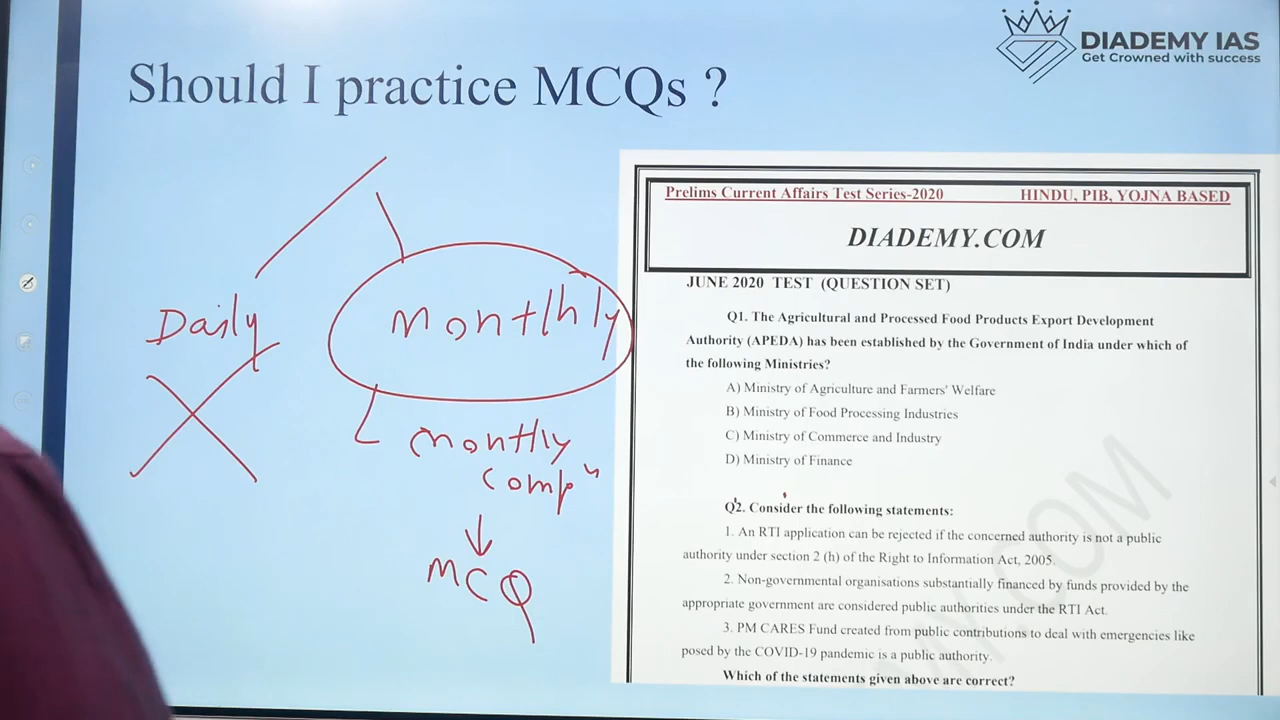 DIADEMY IAS
Get Crowned with success
Should I practice MCQs ?
Daily
Monthly
monthly
comp"
MCQ
Prelims Current Affairs Test Series-2020 HINDU, PIB, YOJNA BASED
DIADEMY.COM
JUNE 2020 TEST (QUESTION SET)
Q1. The Agricultural and Processed Food Products Export Development
Authority (APEDA) has been established by the Government of India under which of
the following Ministries?
A) Ministry of Agriculture and Farmers' Welfare
B) Ministry of Food Processing Industries
C) Ministry of Commerce and Industry
D) Ministry of Finance
Q2. Consider the following statements:
1. An RTI application can be rejected if the concerned authority is not a public
authority under section 2 (h) of the Right to Information Act, 2005.
2. Non-governmental organisations substantially financed by funds provided by the
appropriate government are considered public authorities under the RTI Act.
3. PM CARES Fund created from public contributions to deal with emergencies like
posed by the COVID-19 pandemic is a public authority.
Which of the statements given above are correct?